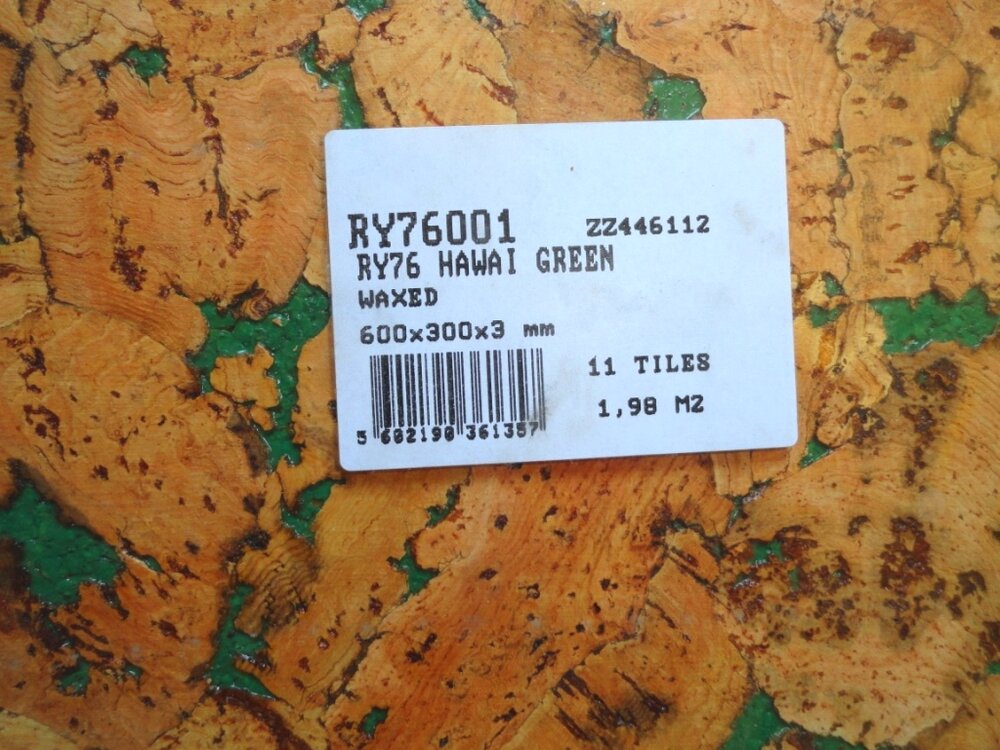 RY76001 ZZ446112
RY76 HAWAI GREEN
WAXED
600x300x3 mm
11 TILES
1,98 M2
5 602190 361357